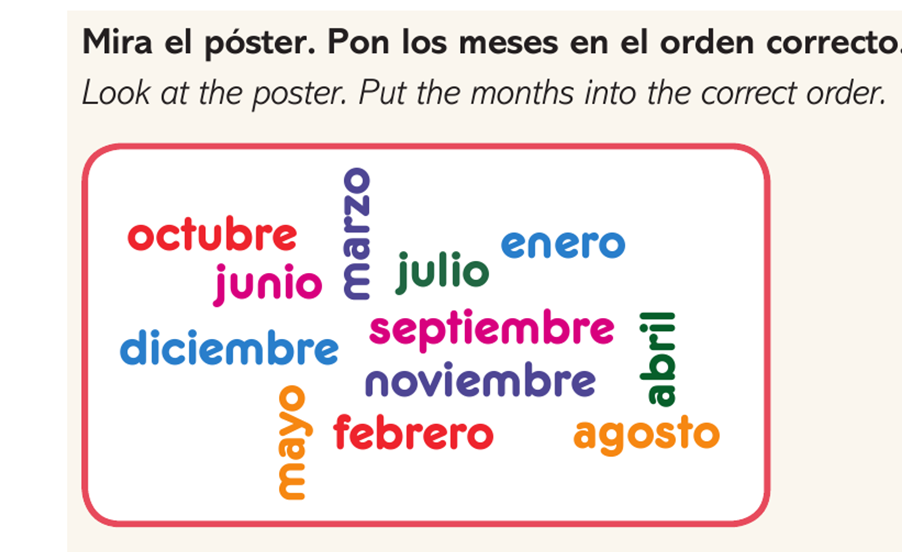 Mira el póster. Pon los meses en el orden correcto.
Look at the poster. Put the months into the correct order.
octubre
marzo
enero
junio
julio
septiembre
diciembre
abril
noviembre
mayo
febrero
agosto